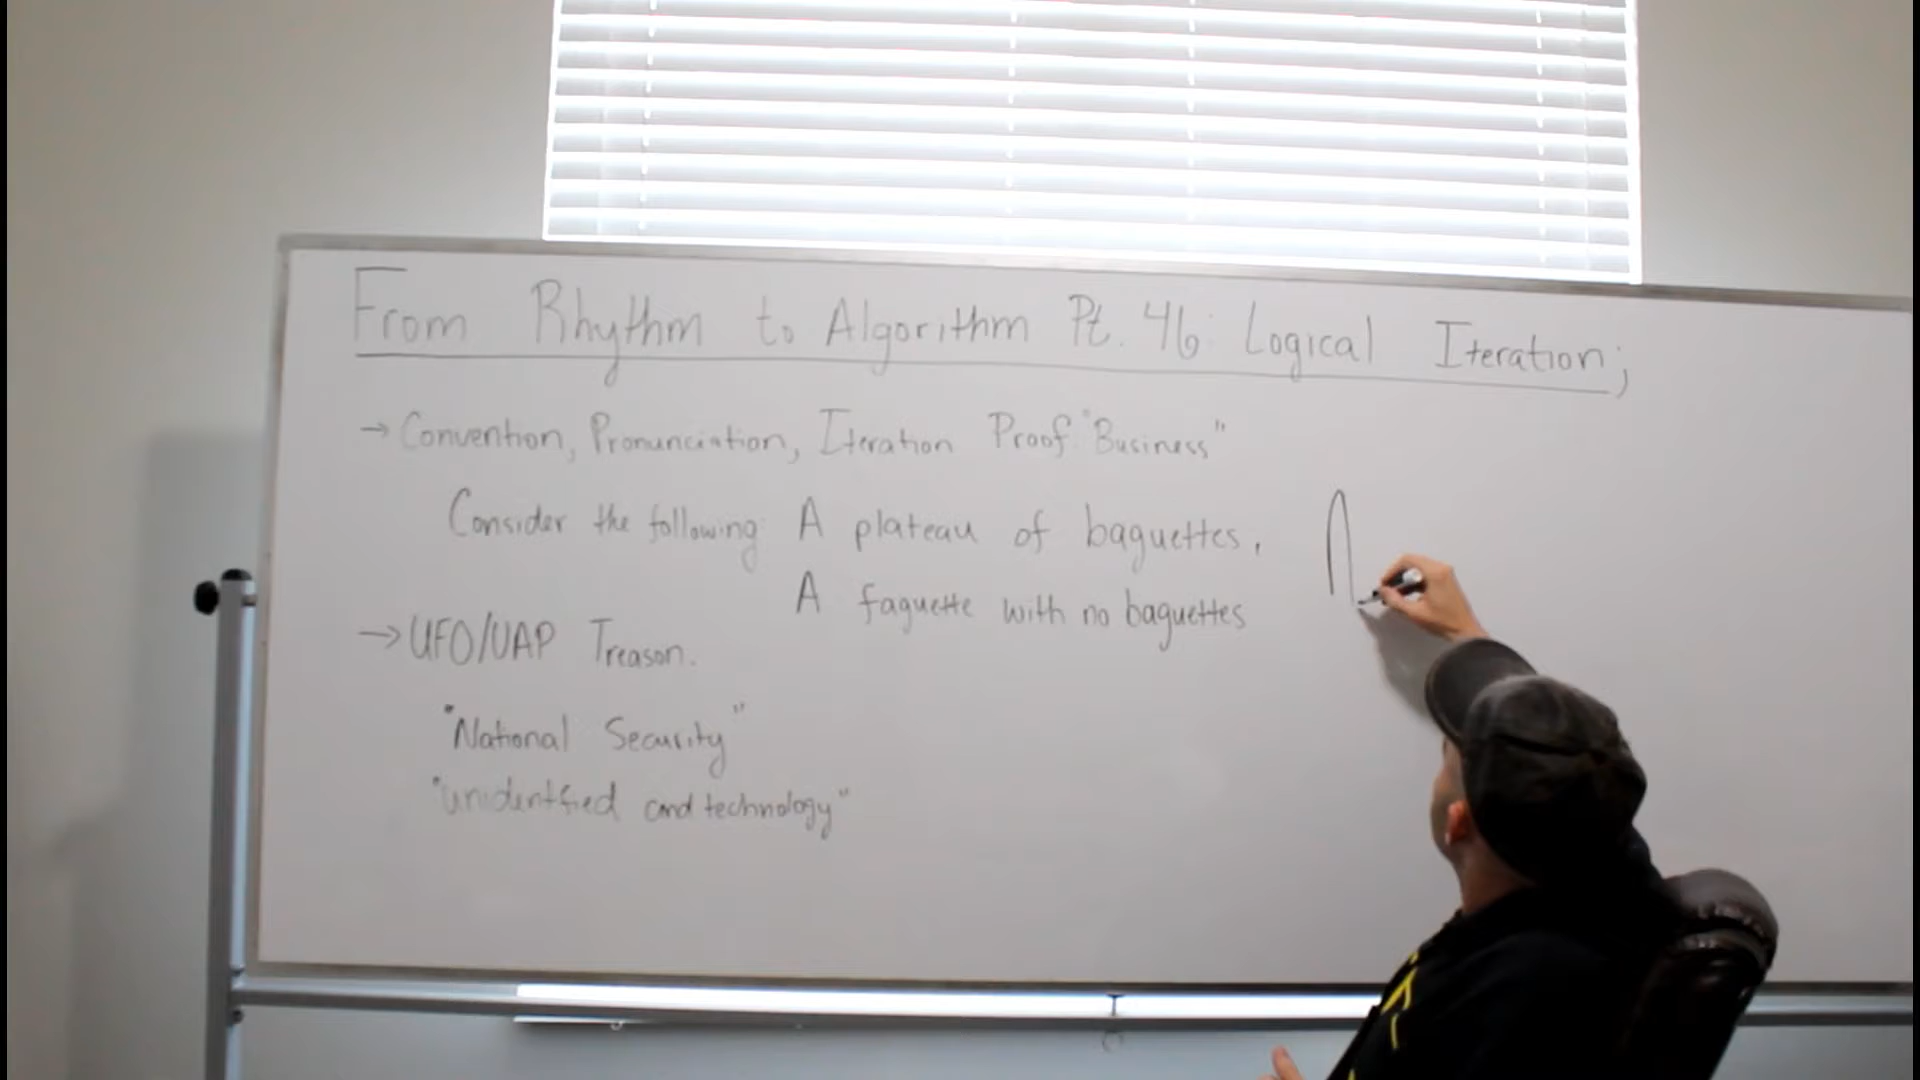 From Rhythm to Algorithm Pt. 46: Logical Iteration;
→ Convention, Pronunciation, Iteration Proof "Business"
Consider the following: A plateau of baguettes,
A faguette with no baguettes
→ UFO/UAP Treason.
"National Security"
"unidentfied and technology"